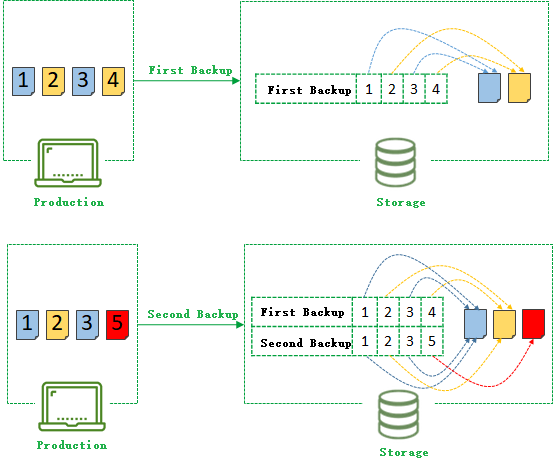 1 2 3 4
First Backup
First Backup 1 2 3 4
Production
Storage
1 2 3 5
Second Backup
First Backup 1 2 3 4
Second Backup 1 2 3 5
Production
Storage